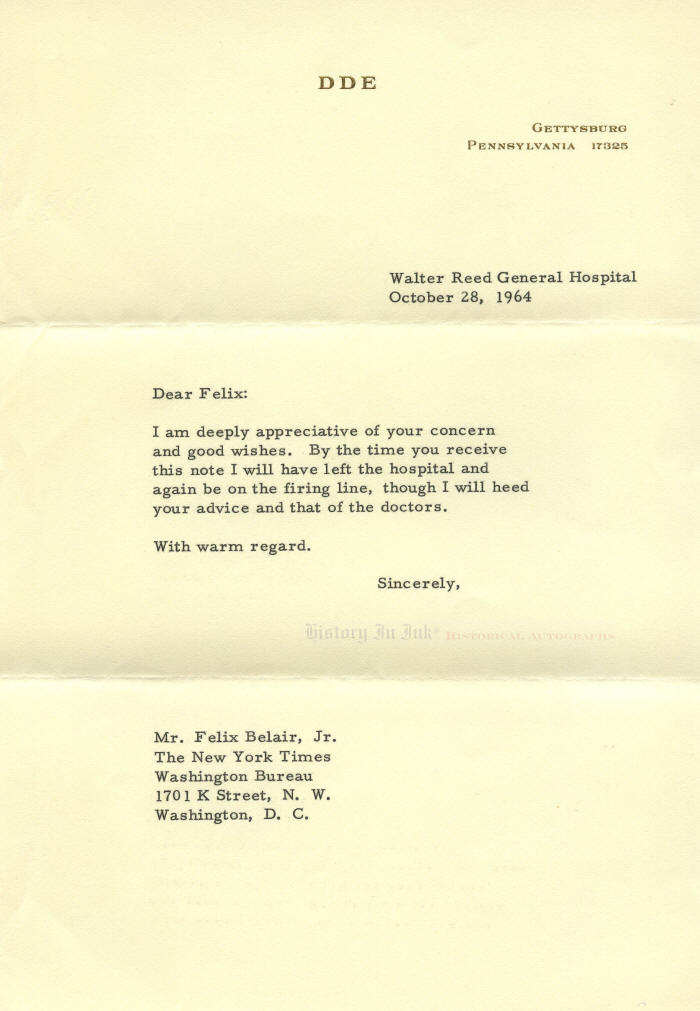 DDE
GETTYSBURG
PENNSYLVANIA 17325
Walter Reed General Hospital
October 28, 1964
Dear Felix:
I am deeply appreciative of your concern
and good wishes. By the time you receive
this note I will have left the hospital and
again be on the firing line, though I will heed
your advice and that of the doctors.
With warm regard.
Sincerely,
History In Ink® HISTORICAL AUTOGRAPHS
Mr. Felix Belair, Jr.
The New York Times
Washington Bureau
1701 K Street, N. W.
Washington, D. C.